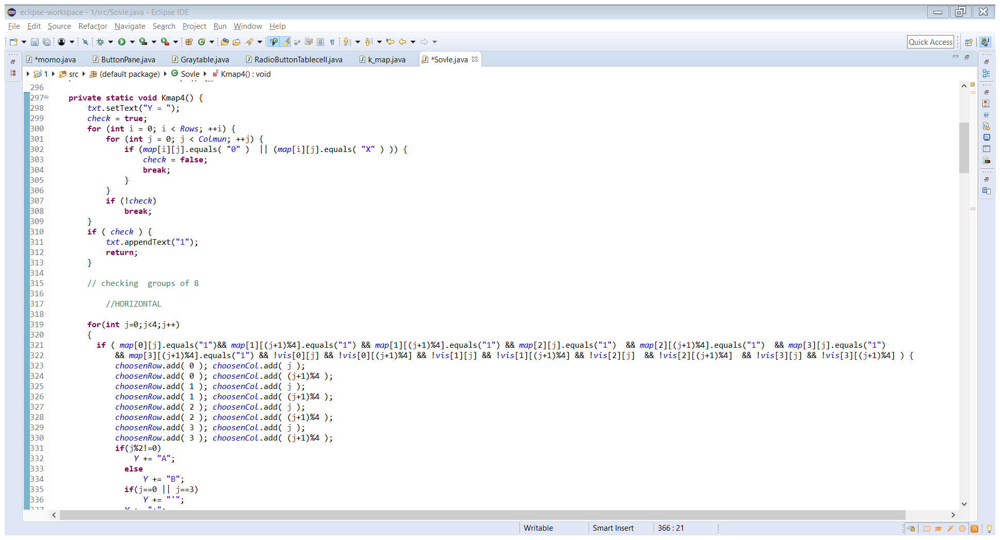 eclipse-workspace - 1/src/Sovle.java - Eclipse IDE
File Edit Source Refactor Navigate Search Project Run Window Help
Quick Access
*momo.java ButtonPane.java Graytable.java RadioButtonTablecell.java k_map.java *Sovle.java
1 src (default package) Sovle Kmap4() : void
296
297 private static void Kmap4() {
298 txt.setText("Y = ");
299 check = true;
300 for (int i = 0; i < Rows; ++i) {
301 for (int j = 0; j < Colmun; ++j) {
302 if (map[i][j].equals( "0" )  || (map[i][j].equals( "X" ) )) {
303 check = false;
304 break;
305 }
306 }
307 if (!check)
308 break;
309 }
310 if ( check ) {
311 txt.appendText("1");
312 return;
313 }
314
315 // checking  groups of 8
316
317 //HORIZONTAL
318
319 for(int j=0;j<4;j++)
320 {
321 if ( map[0][j].equals("1")&& map[1][(j+1)%4].equals("1") && map[1][(j+1)%4].equals("1") && map[2][j].equals("1")  && map[2][(j+1)%4].equals("1")  && map[3][j].equals("1")
322 && map[3][(j+1)%4].equals("1") && !vis[0][j] && !vis[0][(j+1)%4] && !vis[1][j] && !vis[1][(j+1)%4] && !vis[2][j]  && !vis[2][(j+1)%4]  && !vis[3][j] && !vis[3][(j+1)%4] ) {
323 choosenRow.add( 0 ); choosenCol.add( j );
324 choosenRow.add( 0 ); choosenCol.add( (j+1)%4 );
325 choosenRow.add( 1 ); choosenCol.add( j );
326 choosenRow.add( 1 ); choosenCol.add( (j+1)%4 );
327 choosenRow.add( 2 ); choosenCol.add( j );
328 choosenRow.add( 2 ); choosenCol.add( (j+1)%4 );
329 choosenRow.add( 3 ); choosenCol.add( j );
330 choosenRow.add( 3 ); choosenCol.add( (j+1)%4 );
331 if(j%2!=0)
332 Y += "A";
333 else
334 Y += "B";
335 if(j==0 || j==3)
336 Y += "'";
Writable Smart Insert 366 : 21